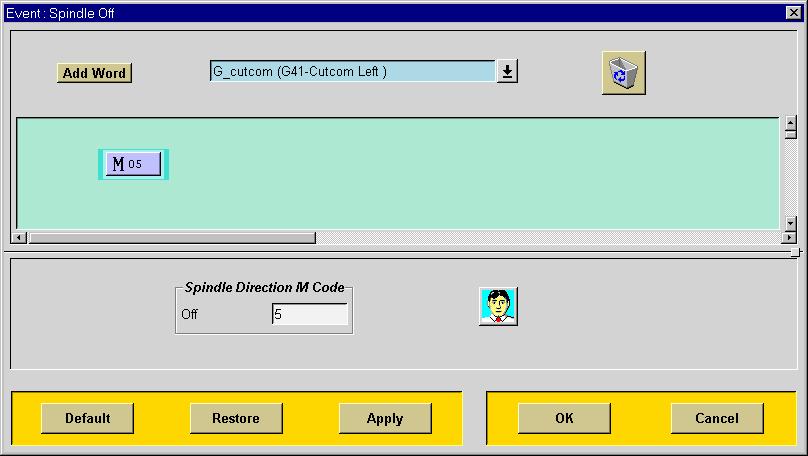 Event : Spindle Off
Add Word
G_cutcom (G41-Cutcom Left )
M 05
Spindle Direction M Code
Off 5
Default Restore Apply OK Cancel